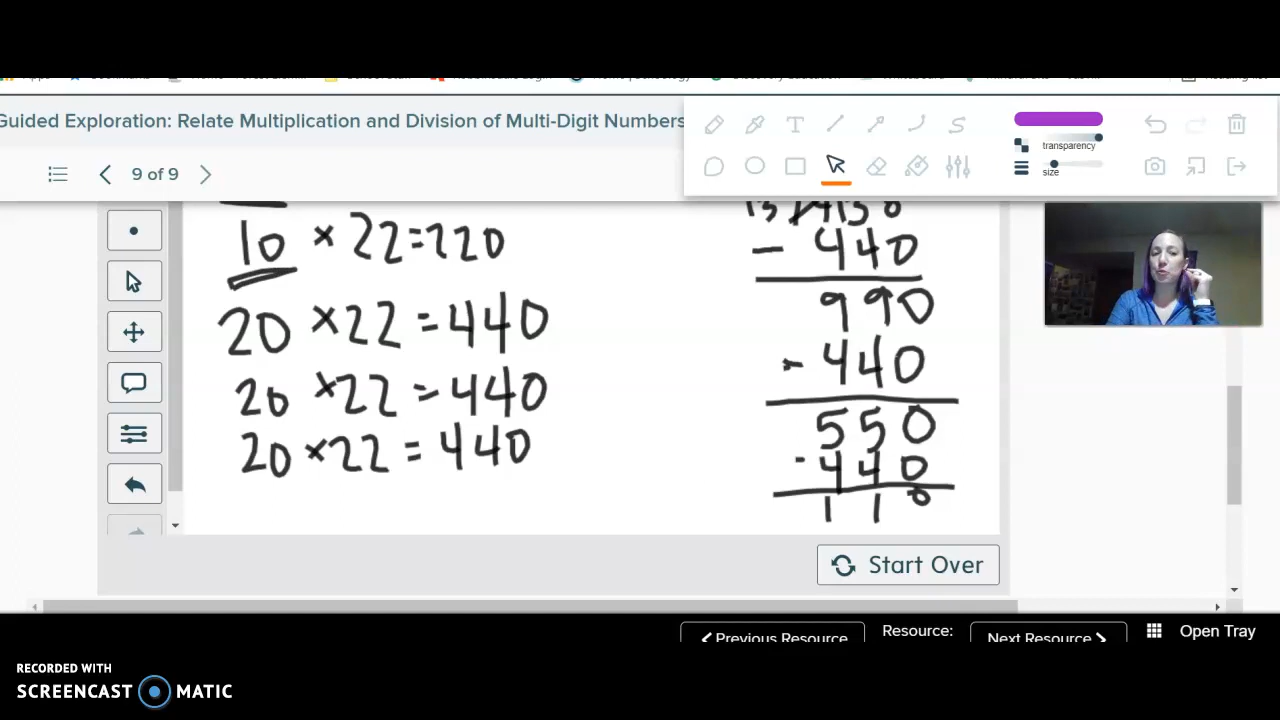 Guided Exploration: Relate Multiplication and Division of Multi-Digit Numbers
transparency
size
9 of 9
10 × 22 = 220
20 × 22 = 440
20 × 22 = 440
20 × 22 = 440
- 440
990
- 440
550
- 440
110
Start Over
Previous Resource
Resource:
Next Resource
Open Tray
RECORDED WITH
SCREENCAST MATIC